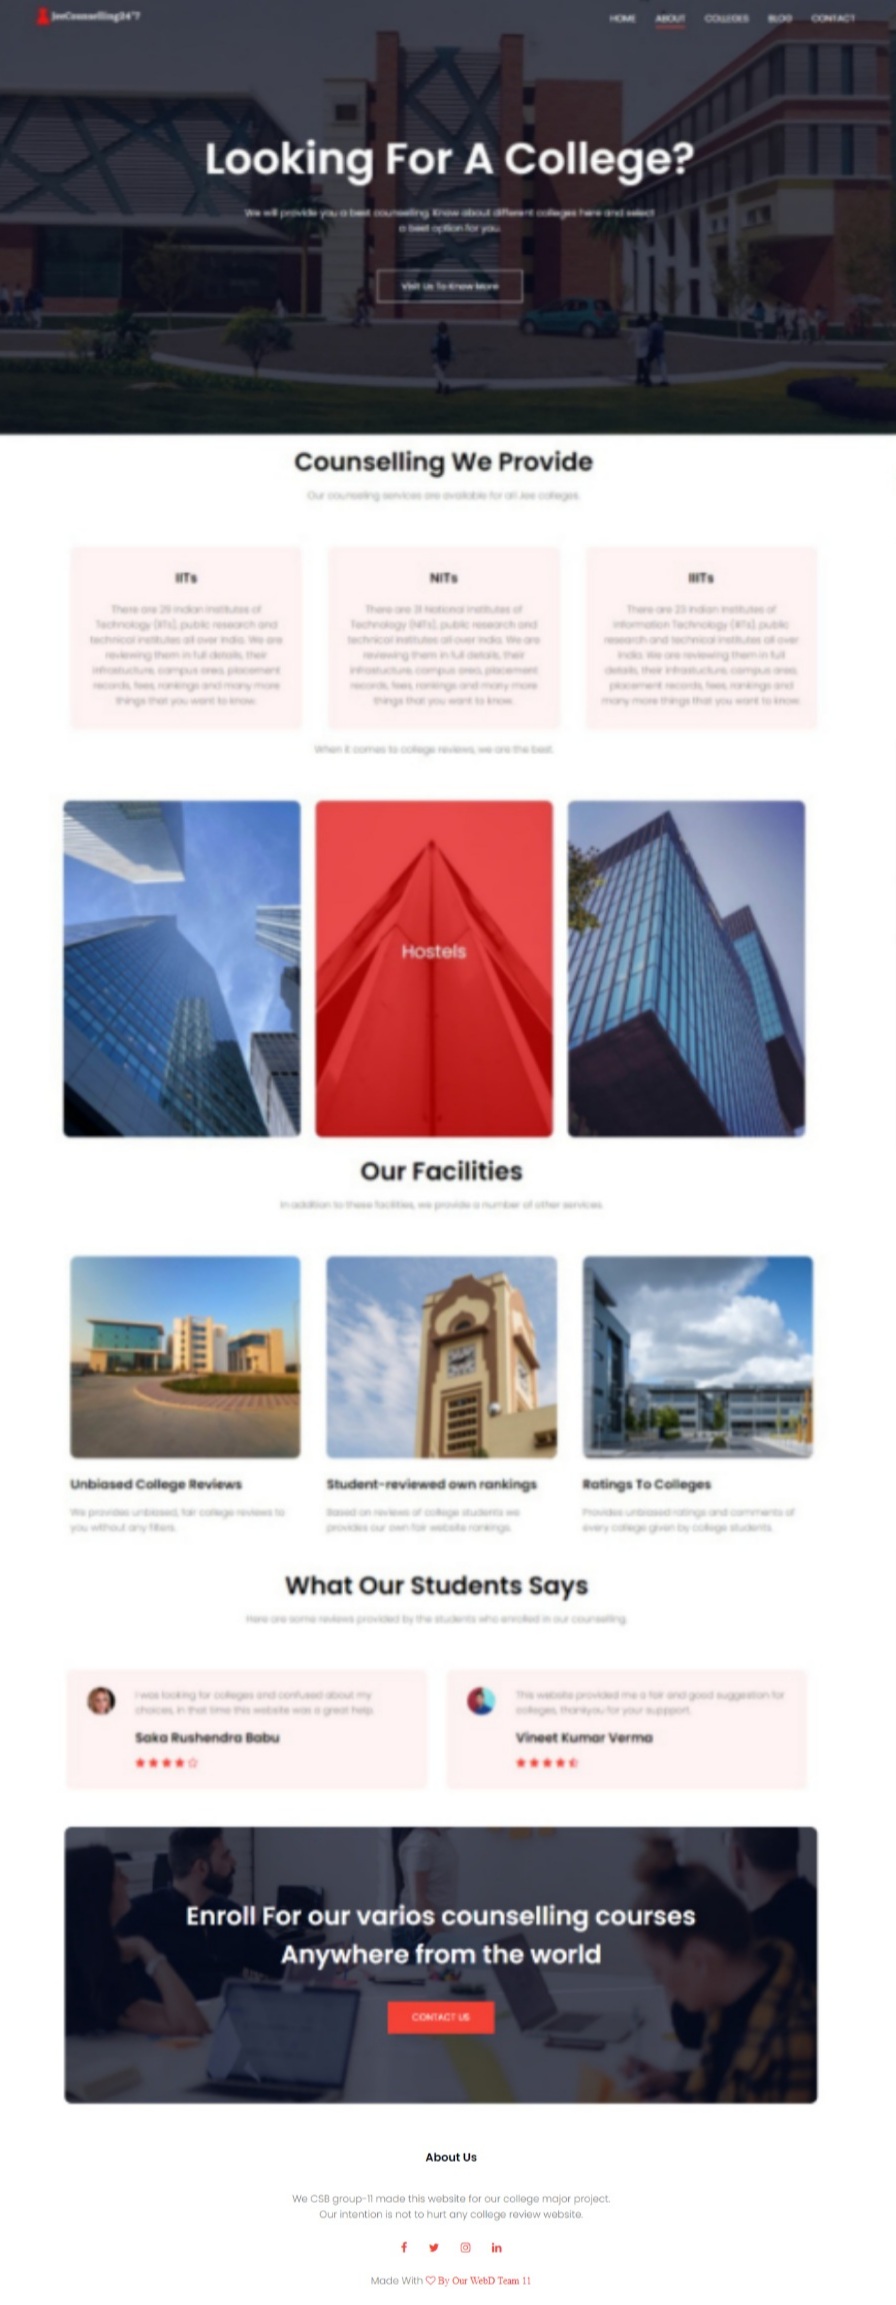 JeeCounselling24*7
HOME ABOUT COLLEGES BLOG CONTACT
Looking For A College?
We will provide you a best counseling. Know about different colleges here and select
a best option for you.
Visit Us To Know More
Counselling We Provide
Our counseling services are available for all Jee colleges.
IITs
There are 29 Indian Institutes of
Technology (IITs), public research and
technical institutes all over India. We are
reviewing them in full details, their
infrastucture, campus area, placement
records, fees, rankings and many more
things that you want to know.
NITs
There are 31 National Institutes of
Technology (NITs), public research and
technical institutes all over India. We are
reviewing them in full details, their
infrastucture, campus area, placement
records, fees, rankings and many more
things that you want to know.
IIITs
There are 23 Indian Institutes of
Information Technology (IIITs), public
research and technical institutes all over
India. We are reviewing them in full
details, their infrastucture, campus area,
placement records, fees, rankings and
many more things that you want to know.
When it comes to college reviews, we are the best.
Hostels
Our Facilities
In addition to these facilities, we provide a number of other services.
Unbiased College Reviews
We provides unbiased, fair college reviews to
you without any filters.
Student-reviewed own rankings
Based on reviews of college students we
provides our own fair website rankings.
Ratings To Colleges
Provides unbiased ratings and comments of
every college given by college students.
What Our Students Says
Here are some reviews provided by the students who enrolled in our counselling.
I was looking for colleges and confused about my
choices, in that time this website was a great help.
Saka Rushendra Babu
This website provided me a fair and good suggestion for
colleges, thankyou for your suppport.
Vineet Kumar Verma
Enroll For our varios counselling courses
Anywhere from the world
CONTACT US
About Us
We CSB group-11 made this website for our college major project.
Our intention is not to hurt any college review website.
Made With ♡ By Our WebD Team 11